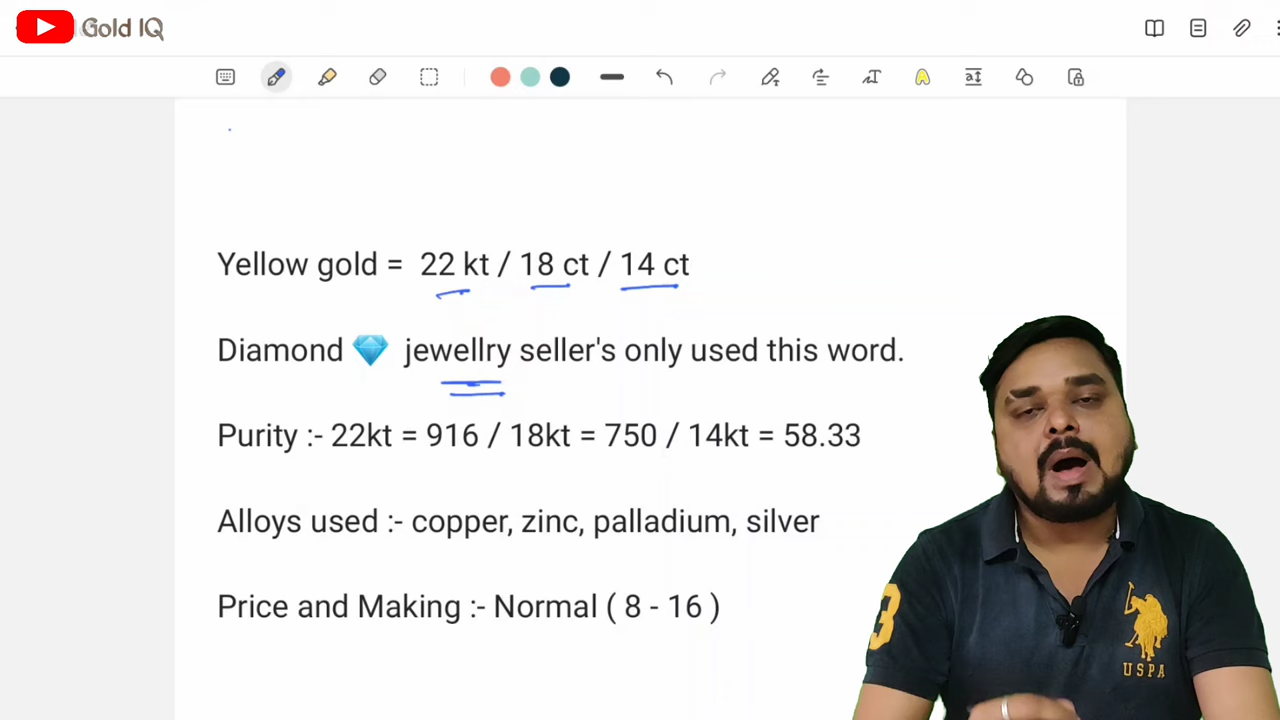 Gold IQ
Yellow gold = 22 kt / 18 ct / 14 ct
Diamond 💎 jewellry seller's only used this word.
Purity :- 22kt = 916 / 18kt = 750 / 14kt = 58.33
Alloys used :- copper, zinc, palladium, silver
Price and Making :- Normal ( 8 - 16 )
3
USPA